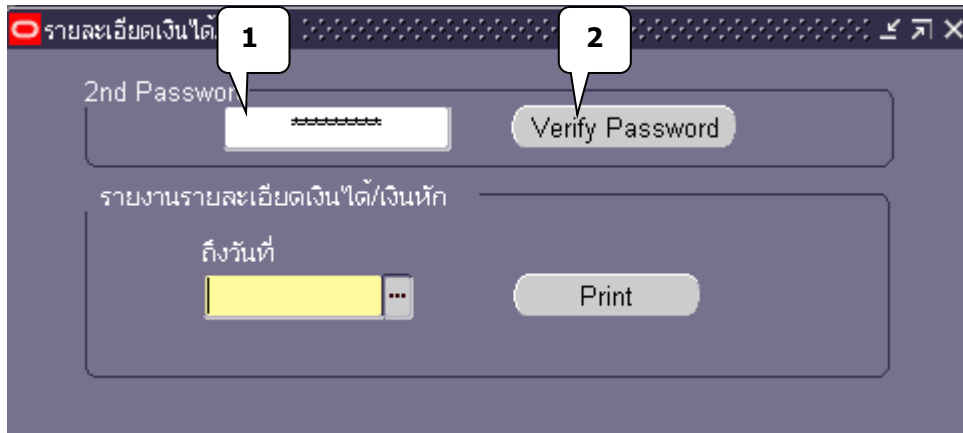 รายละเอียดเงินได้
1
2
2nd Passwor
**********
Verify Password
รายงานรายละเอียดเงินได้/เงินหัก
ถึงวันที่
...
Print